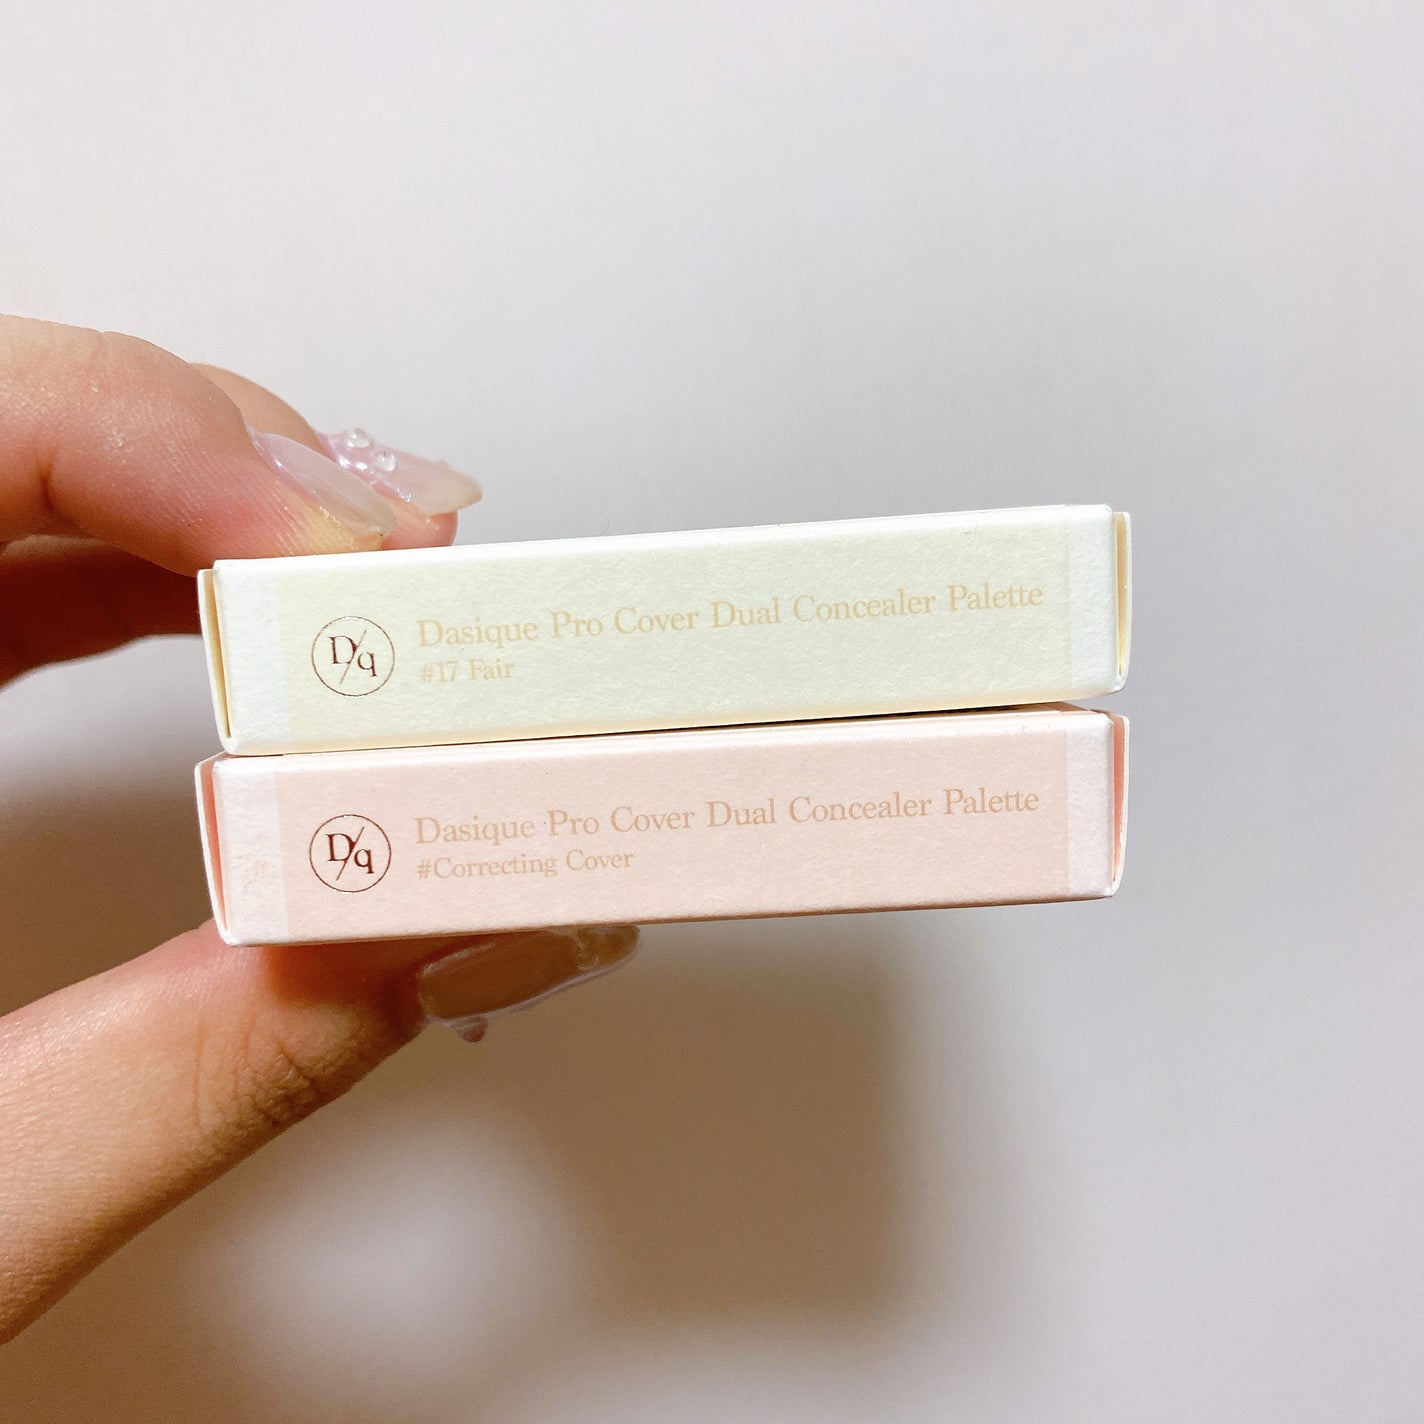 D/q
Dasique Pro Cover Dual Concealer Palette
#17 Fair
D/q
Dasique Pro Cover Dual Concealer Palette
#Correcting Cover